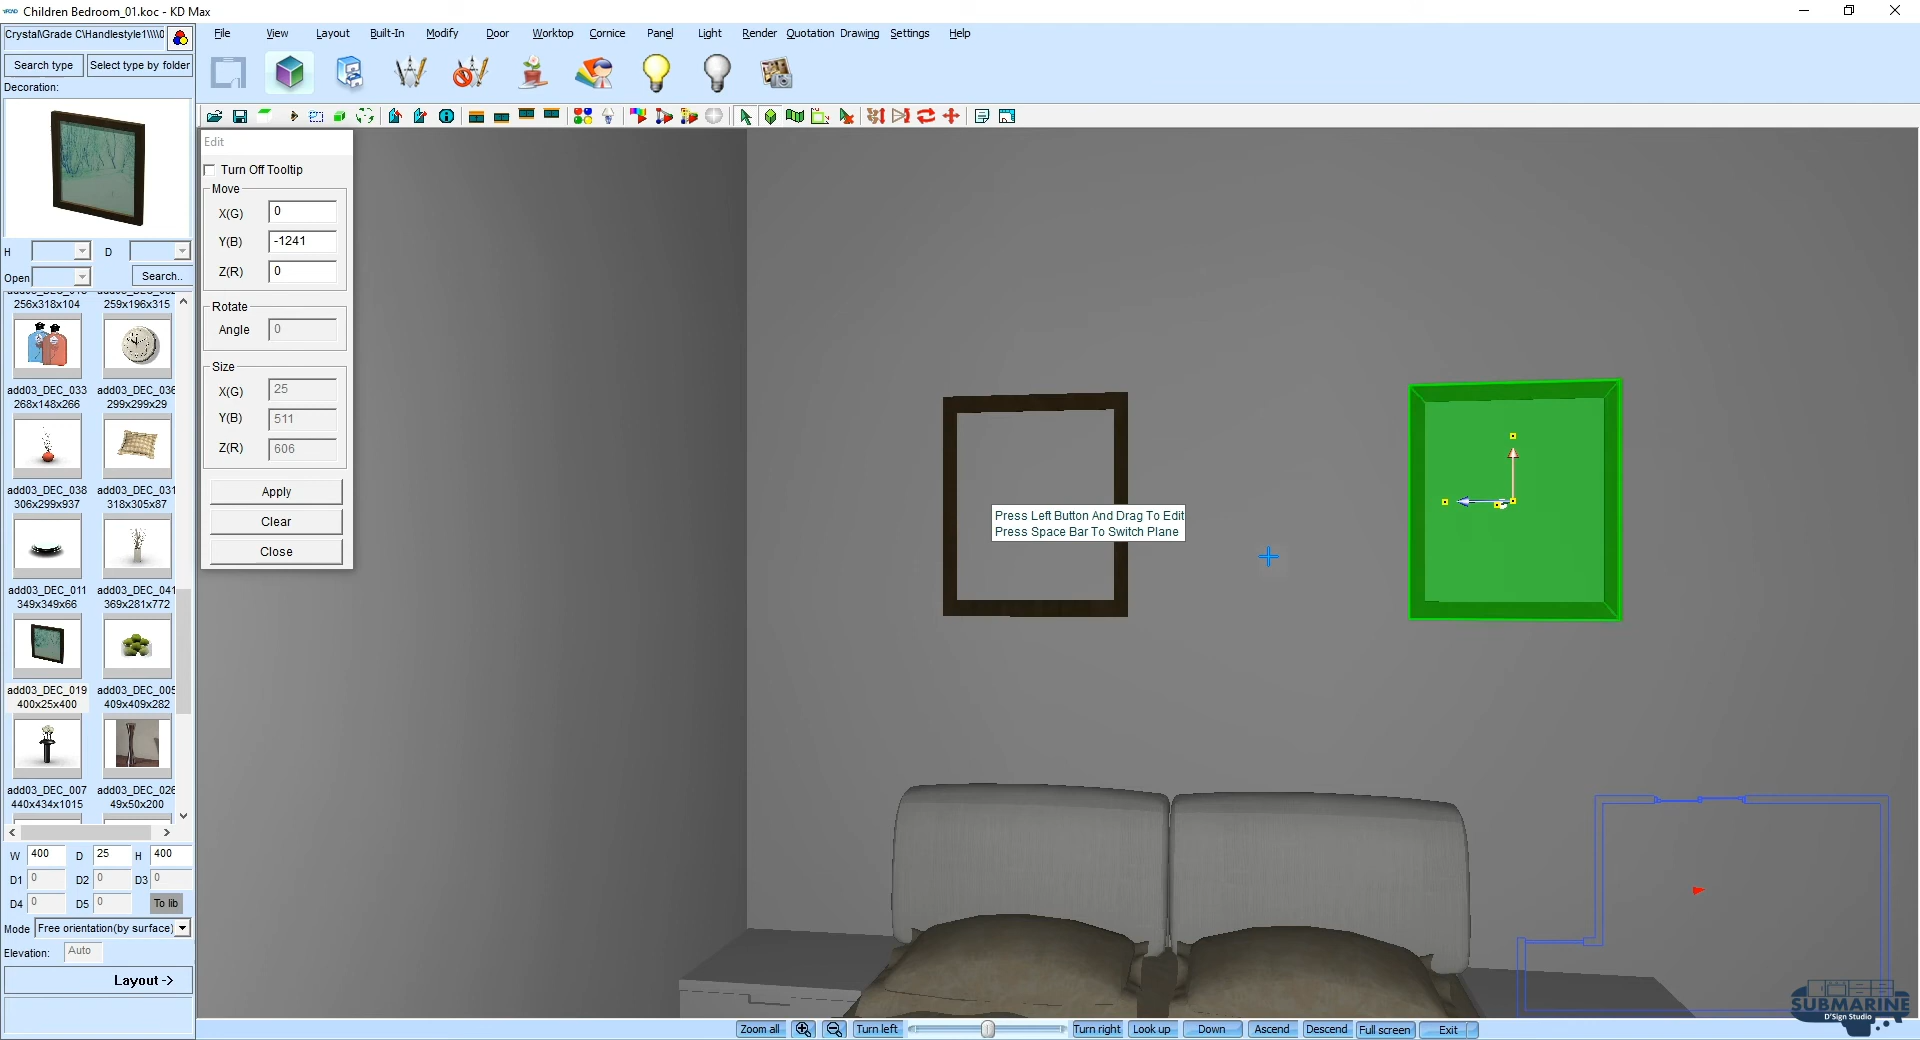 Children Bedroom_01.koc - KD Max
Crystal\Grade C\Handlestyle1\\\\0
File View Layout Built-In Modify Door Worktop Cornice Panel Light Render Quotation Drawing Settings Help
Search type Select type by folder
Decoration:
H D
Open Search..
256x318x104 259x196x315
add03_DEC_033 add03_DEC_036
268x148x266 299x299x29
add03_DEC_038 add03_DEC_031
306x299x937 318x305x87
add03_DEC_011 add03_DEC_041
349x349x66 369x281x772
add03_DEC_019 add03_DEC_005
400x25x400 409x409x282
add03_DEC_007 add03_DEC_026
440x434x1015 49x50x200
W 400 D 25 H 400
D1 0 D2 0 D3 0
D4 0 D5 0 To lib
Mode Free orientation(by surface)
Elevation: Auto
Layout ->
Edit
Turn Off Tooltip
Move
X(G) 0
Y(B) -1241
Z(R) 0
Rotate
Angle 0
Size
X(G) 25
Y(B) 511
Z(R) 606
Apply
Clear
Close
Press Left Button And Drag To Edit
Press Space Bar To Switch Plane
Zoom all Turn left Turn right Look up Down Ascend Descend Full screen Exit
SUBMARINE
D'Sign Studio